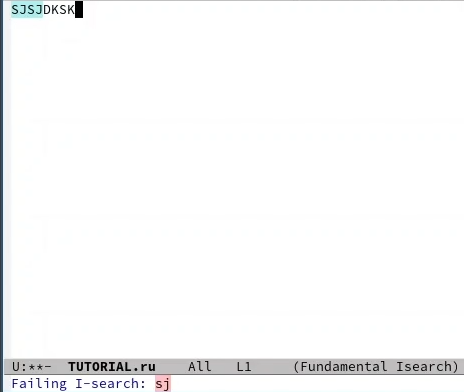 SJSJDKSK
U:**-  TUTORIAL.ru    All   L1     (Fundamental Isearch)
Failing I-search: sj